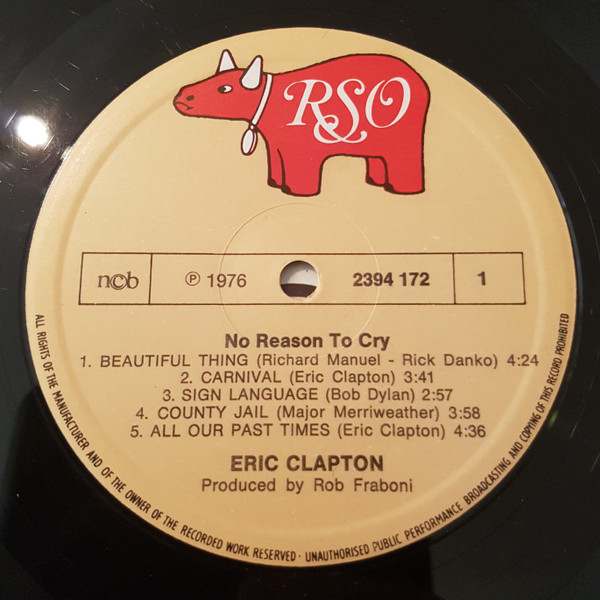 RSO
ncb
℗ 1976
2394 172
1
No Reason To Cry
1. BEAUTIFUL THING (Richard Manuel - Rick Danko) 4:24
2. CARNIVAL (Eric Clapton) 3:41
3. SIGN LANGUAGE (Bob Dylan) 2:57
4. COUNTY JAIL (Major Merriweather) 3:58
5. ALL OUR PAST TIMES (Eric Clapton) 4:36
ERIC CLAPTON
Produced by Rob Fraboni
ALL RIGHTS OF THE MANUFACTURER AND OF THE OWNER OF THE RECORDED WORK RESERVED · UNAUTHORISED PUBLIC PERFORMANCE BROADCASTING AND COPYING OF THIS RECORD PROHIBITED